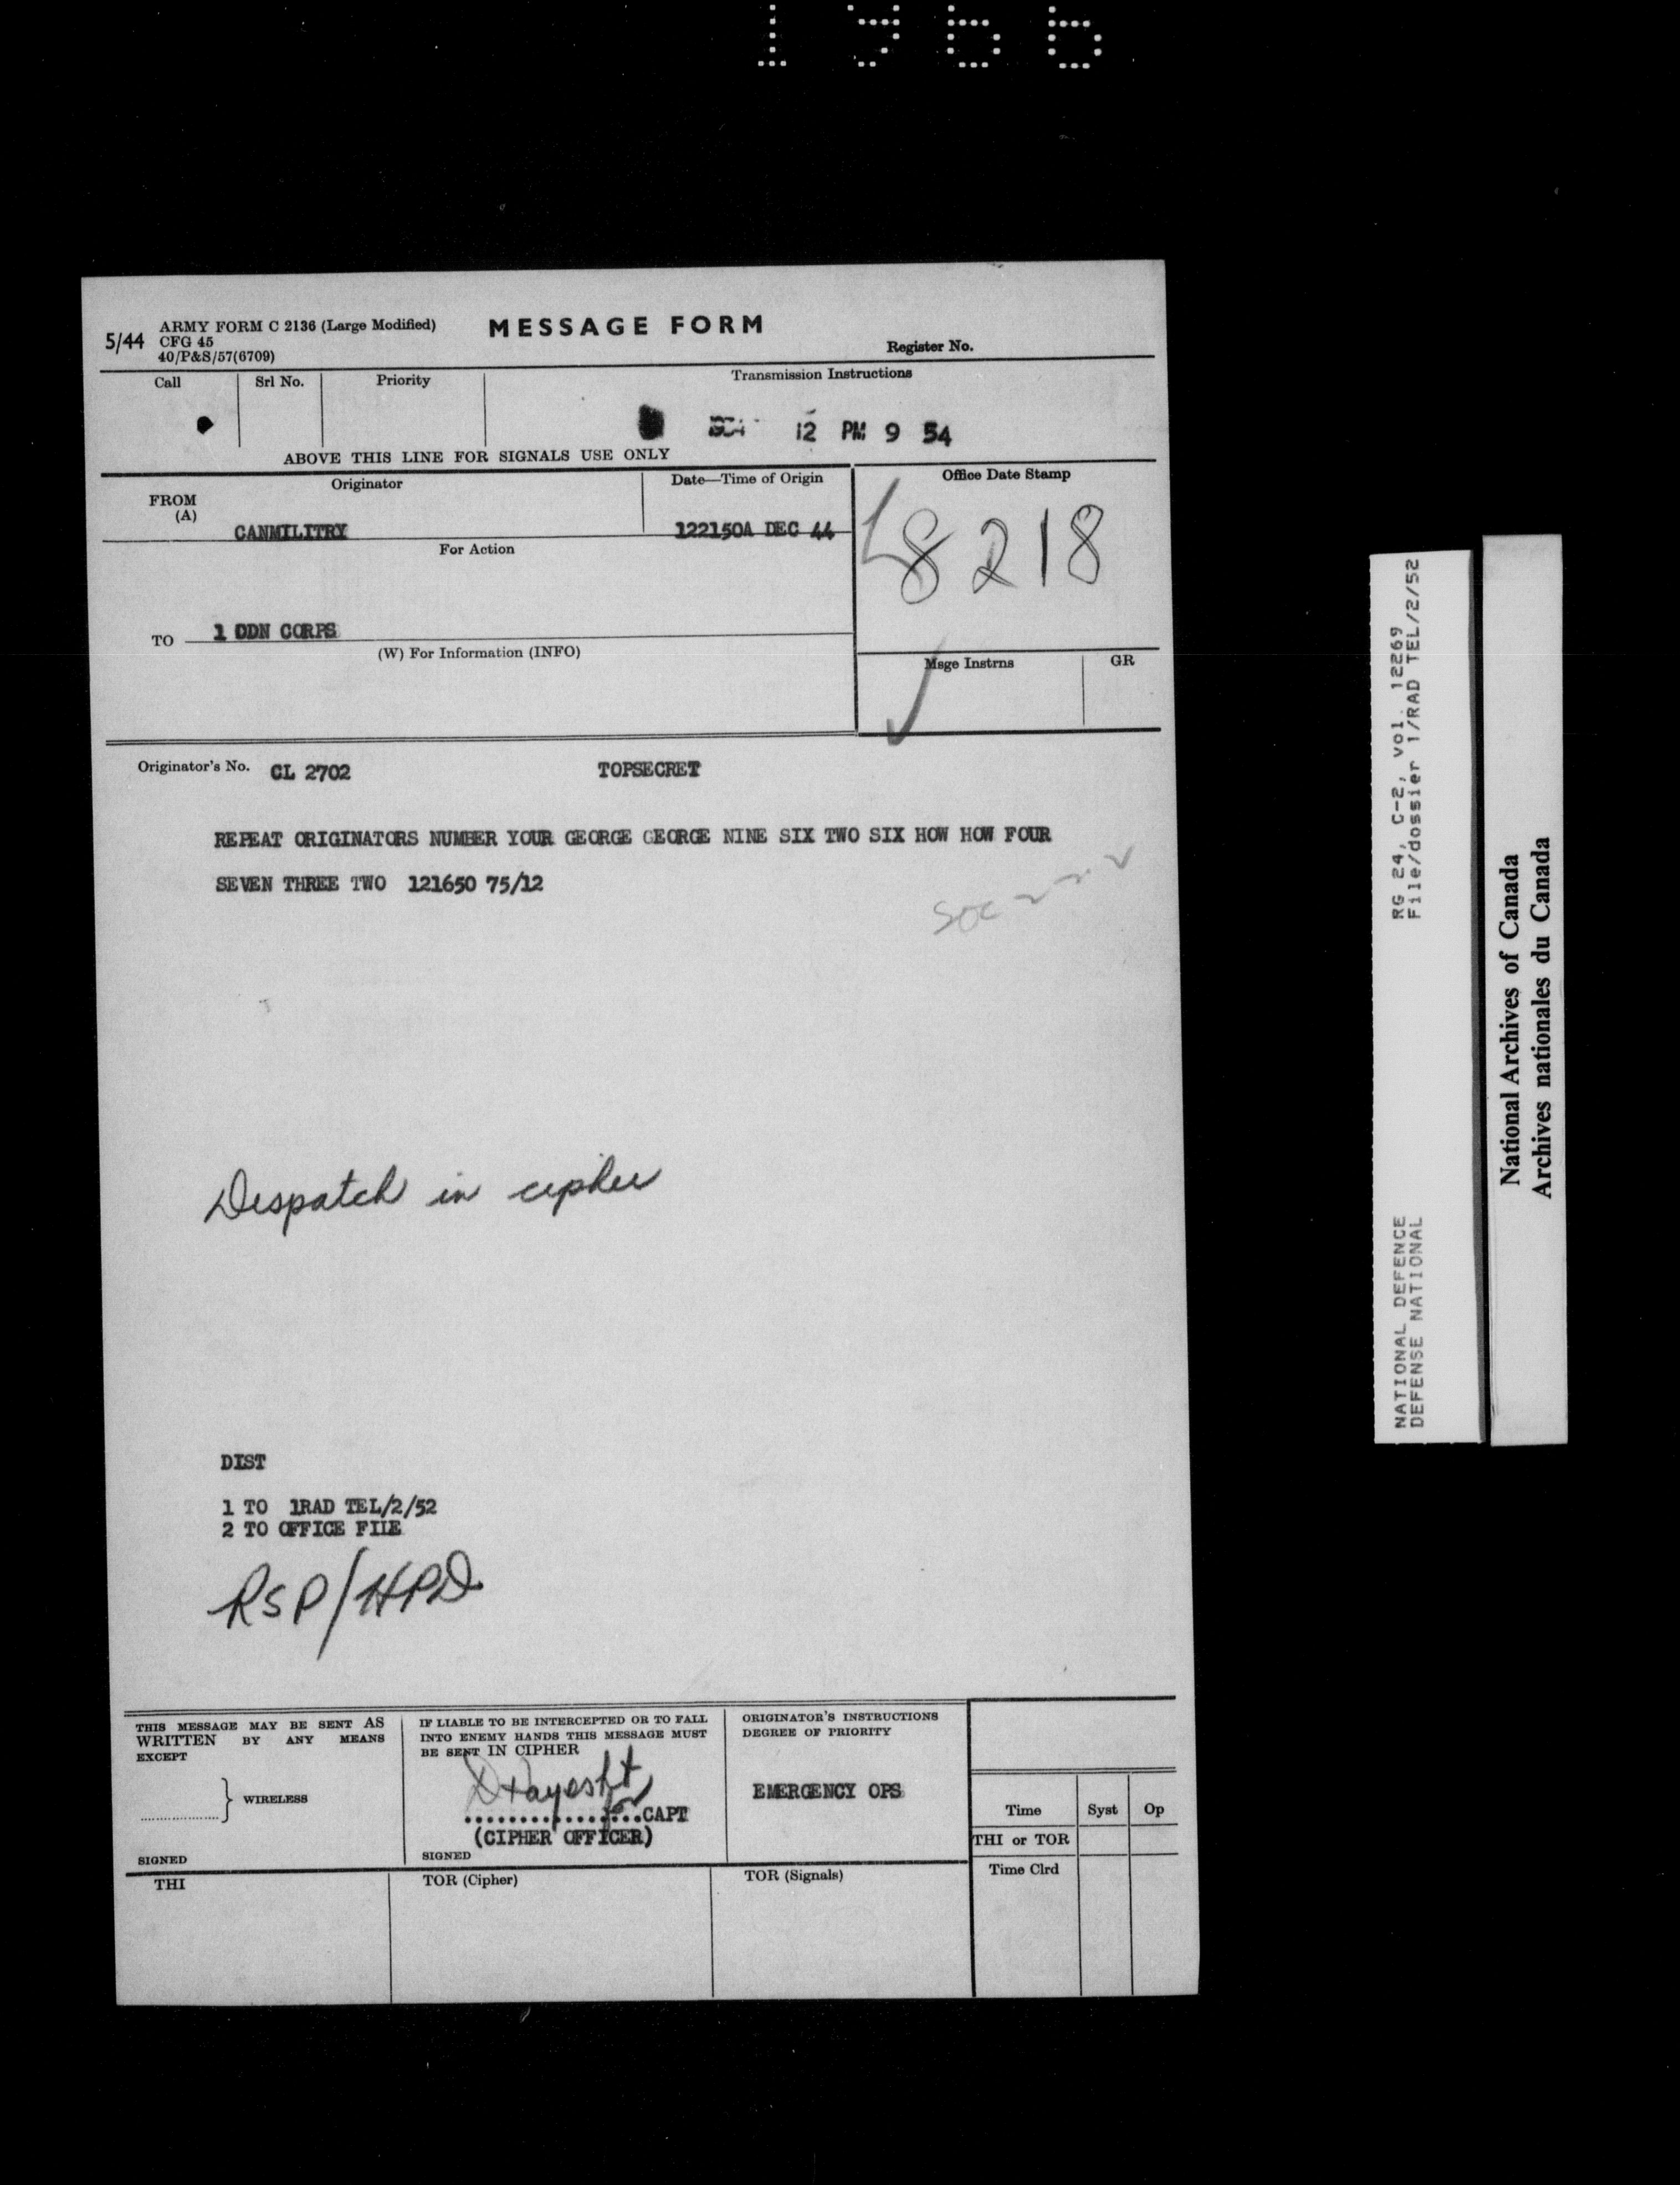 1966
5/44
ARMY FORM C 2136 (Large Modified)
CFG 45
40/P&S/57(6709)
MESSAGE FORM
Register No.
Call
Srl No.
Priority
Transmission Instructions
12 PM 9 54
ABOVE THIS LINE FOR SIGNALS USE ONLY
FROM
(A)
Originator
Date—Time of Origin
Office Date Stamp
CANMILITRY
122150A DEC 44
8218
For Action
TO
1 CDN CORPS
(W) For Information (INFO)
Msge Instrns
GR
Originator's No. CL 2702
TOPSECRET
REPEAT ORIGINATORS NUMBER YOUR GEORGE GEORGE NINE SIX TWO SIX HOW HOW FOUR
SEVEN THREE TWO 121650 75/12
Despatch in cipher
DIST
1 TO 1RAD TEL/2/52
2 TO OFFICE FILE
RSP/HPD
THIS MESSAGE MAY BE SENT AS
WRITTEN BY ANY MEANS
EXCEPT
} WIRELESS
SIGNED
IF LIABLE TO BE INTERCEPTED OR TO FALL
INTO ENEMY HANDS THIS MESSAGE MUST
BE SENT IN CIPHER
DHayes Lt
for
................CAPT
(CIPHER OFFICER)
SIGNED
ORIGINATOR'S INSTRUCTIONS
DEGREE OF PRIORITY
EMERGENCY OPS
Time
Syst
Op
THI or TOR
Time Clrd
THI
TOR (Cipher)
TOR (Signals)
NATIONAL DEFENCE
DEFENSE NATIONAL
RG 24, C-2, vol. 12269
File/dossier 1/RAD TEL/2/52
National Archives of Canada
Archives nationales du Canada